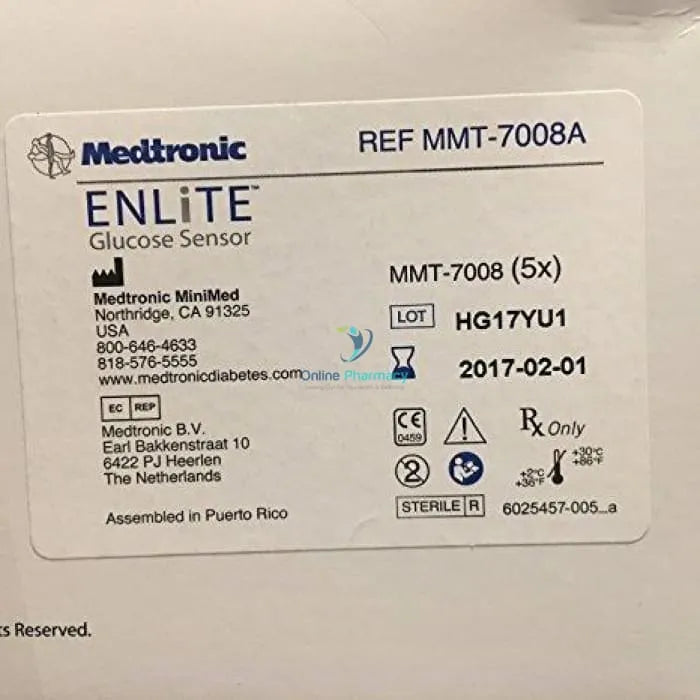 Medtronic
REF MMT-7008A
ENLiTE™
Glucose Sensor
MMT-7008 (5x)
Medtronic MiniMed
Northridge, CA 91325
USA
800-646-4633
818-576-5555
www.medtronicdiabetes.com
LOT HG17YU1
2017-02-01
Online Pharmacy
EC REP
Medtronic B.V.
Earl Bakkenstraat 10
6422 PJ Heerlen
The Netherlands
Assembled in Puerto Rico
CE
0459
Rx Only
2
+2°C
+36°F
+30°C
+86°F
STERILE R
6025457-005_a
ts Reserved.